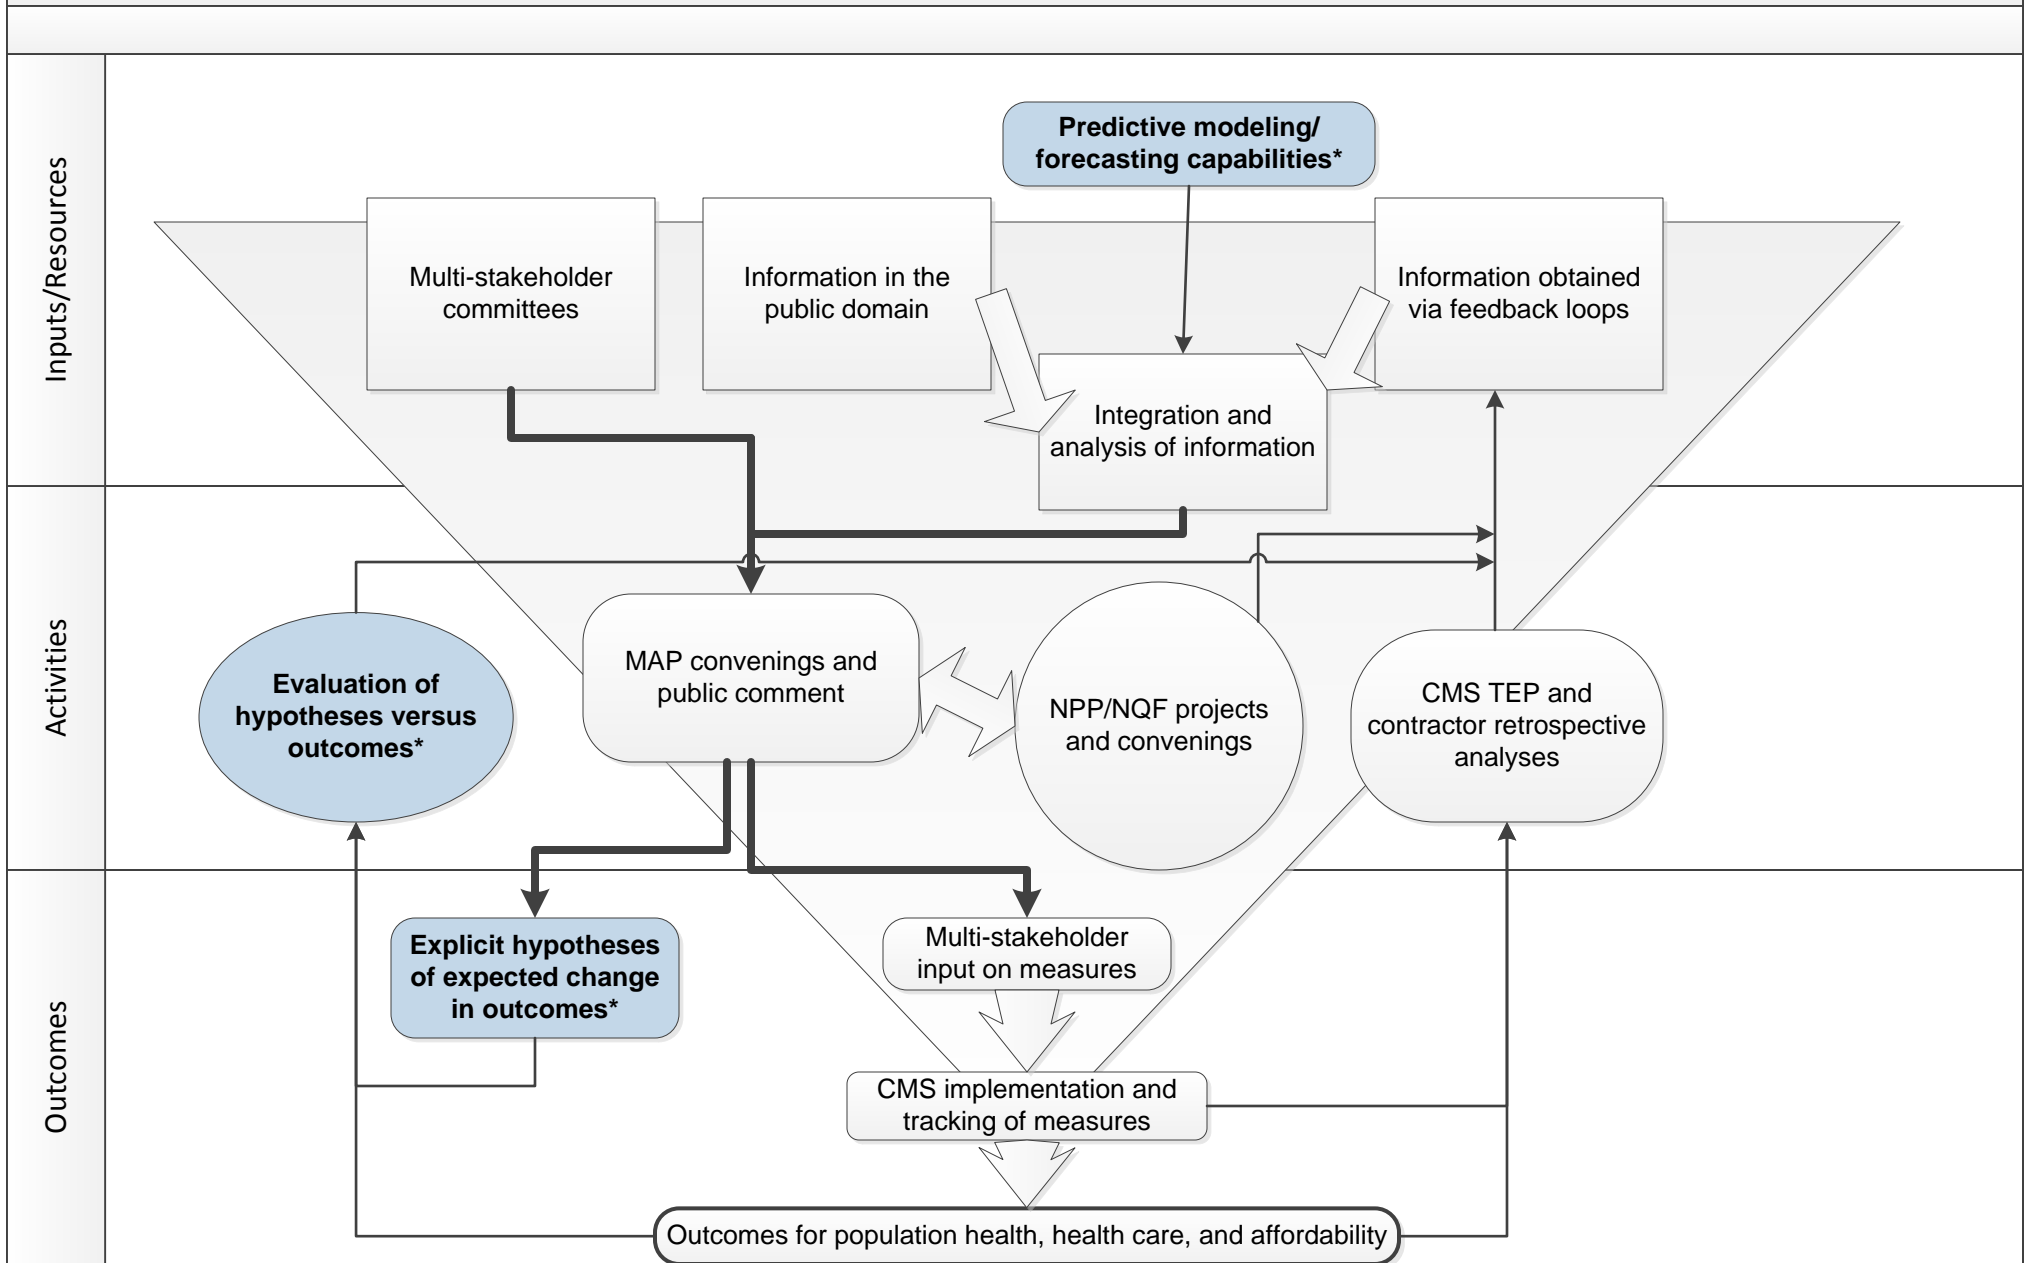 Inputs/Resources
Predictive modeling/
forecasting capabilities*
Multi-stakeholder
committees
Information in the
public domain
Information obtained
via feedback loops
Integration and
analysis of information
Activities
Evaluation of
hypotheses versus
outcomes*
MAP convenings and
public comment
NPP/NQF projects
and convenings
CMS TEP and
contractor retrospective
analyses
Outcomes
Explicit hypotheses
of expected change
in outcomes*
Multi-stakeholder
input on measures
CMS implementation and
tracking of measures
Outcomes for population health, health care, and affordability